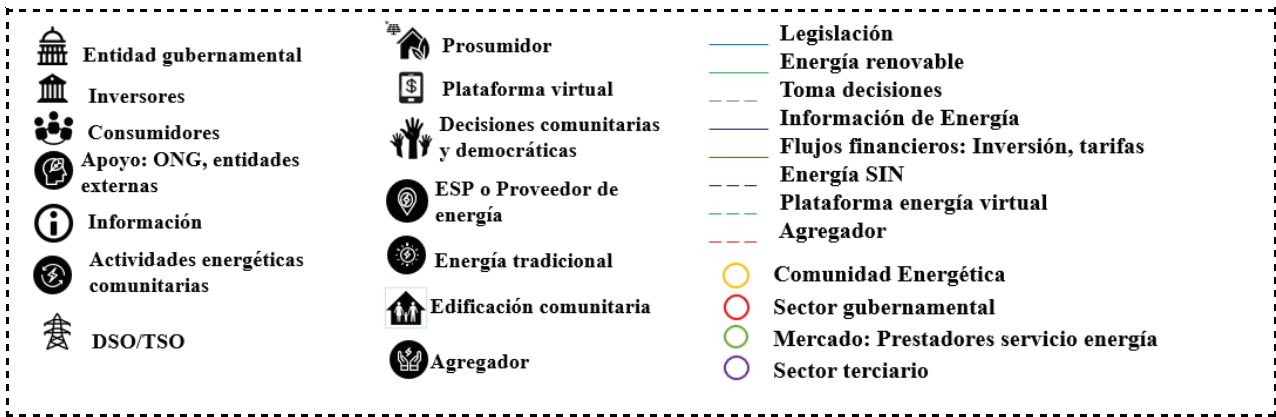 Entidad gubernamental
Inversores
Consumidores
Apoyo: ONG, entidades
externas
Información
Actividades energéticas
comunitarias
DSO/TSO
Prosumidor
$
Plataforma virtual
Decisiones comunitarias
y democráticas
ESP o Proveedor de
energía
Energía tradicional
Edificación comunitaria
Agregador
Legislación
Energía renovable
Toma decisiones
Información de Energía
Flujos financieros: Inversión, tarifas
Energía SIN
Plataforma energía virtual
Agregador
Comunidad Energética
Sector gubernamental
Mercado: Prestadores servicio energía
Sector terciario